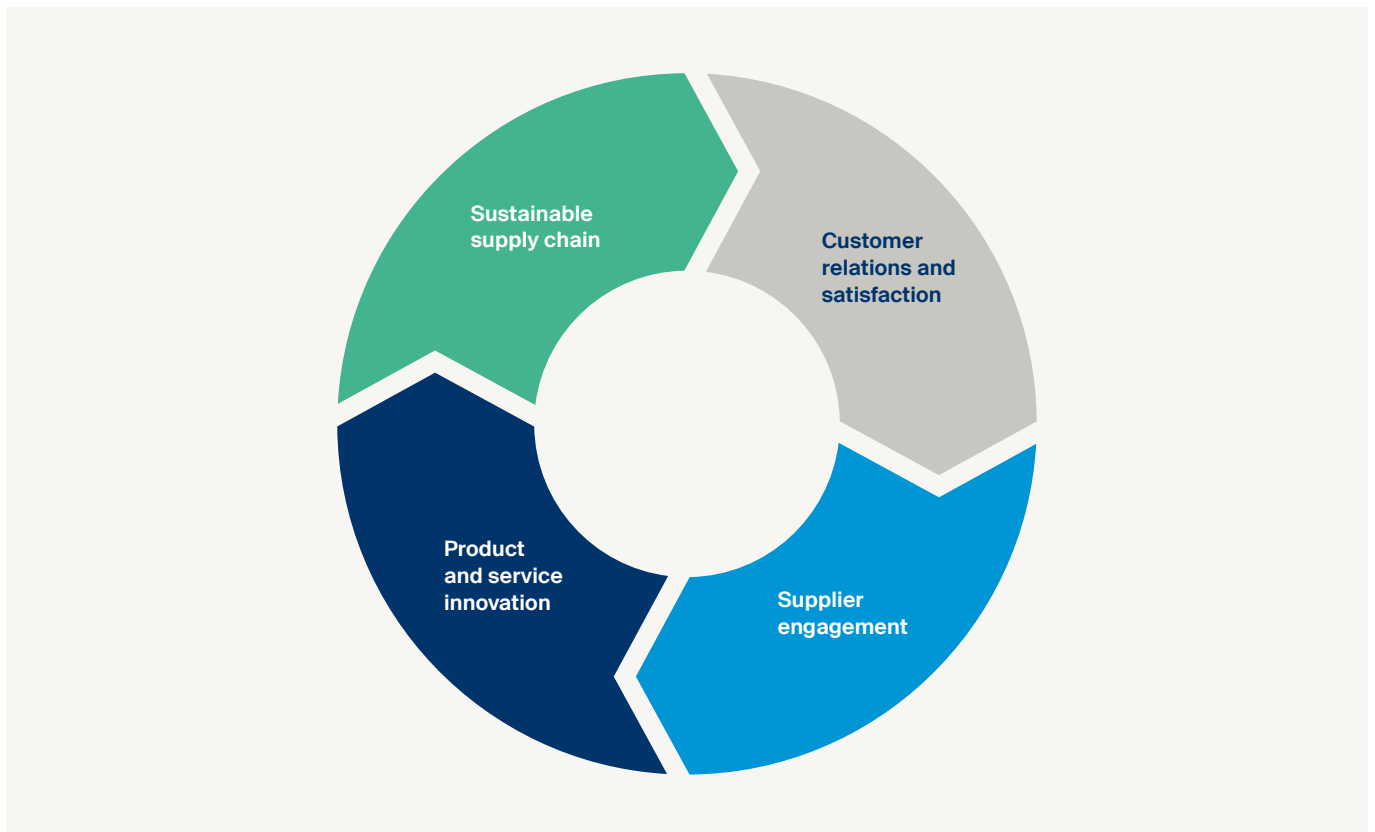 Sustainable
supply chain
Customer
relations and
satisfaction
Product
and service
innovation
Supplier
engagement